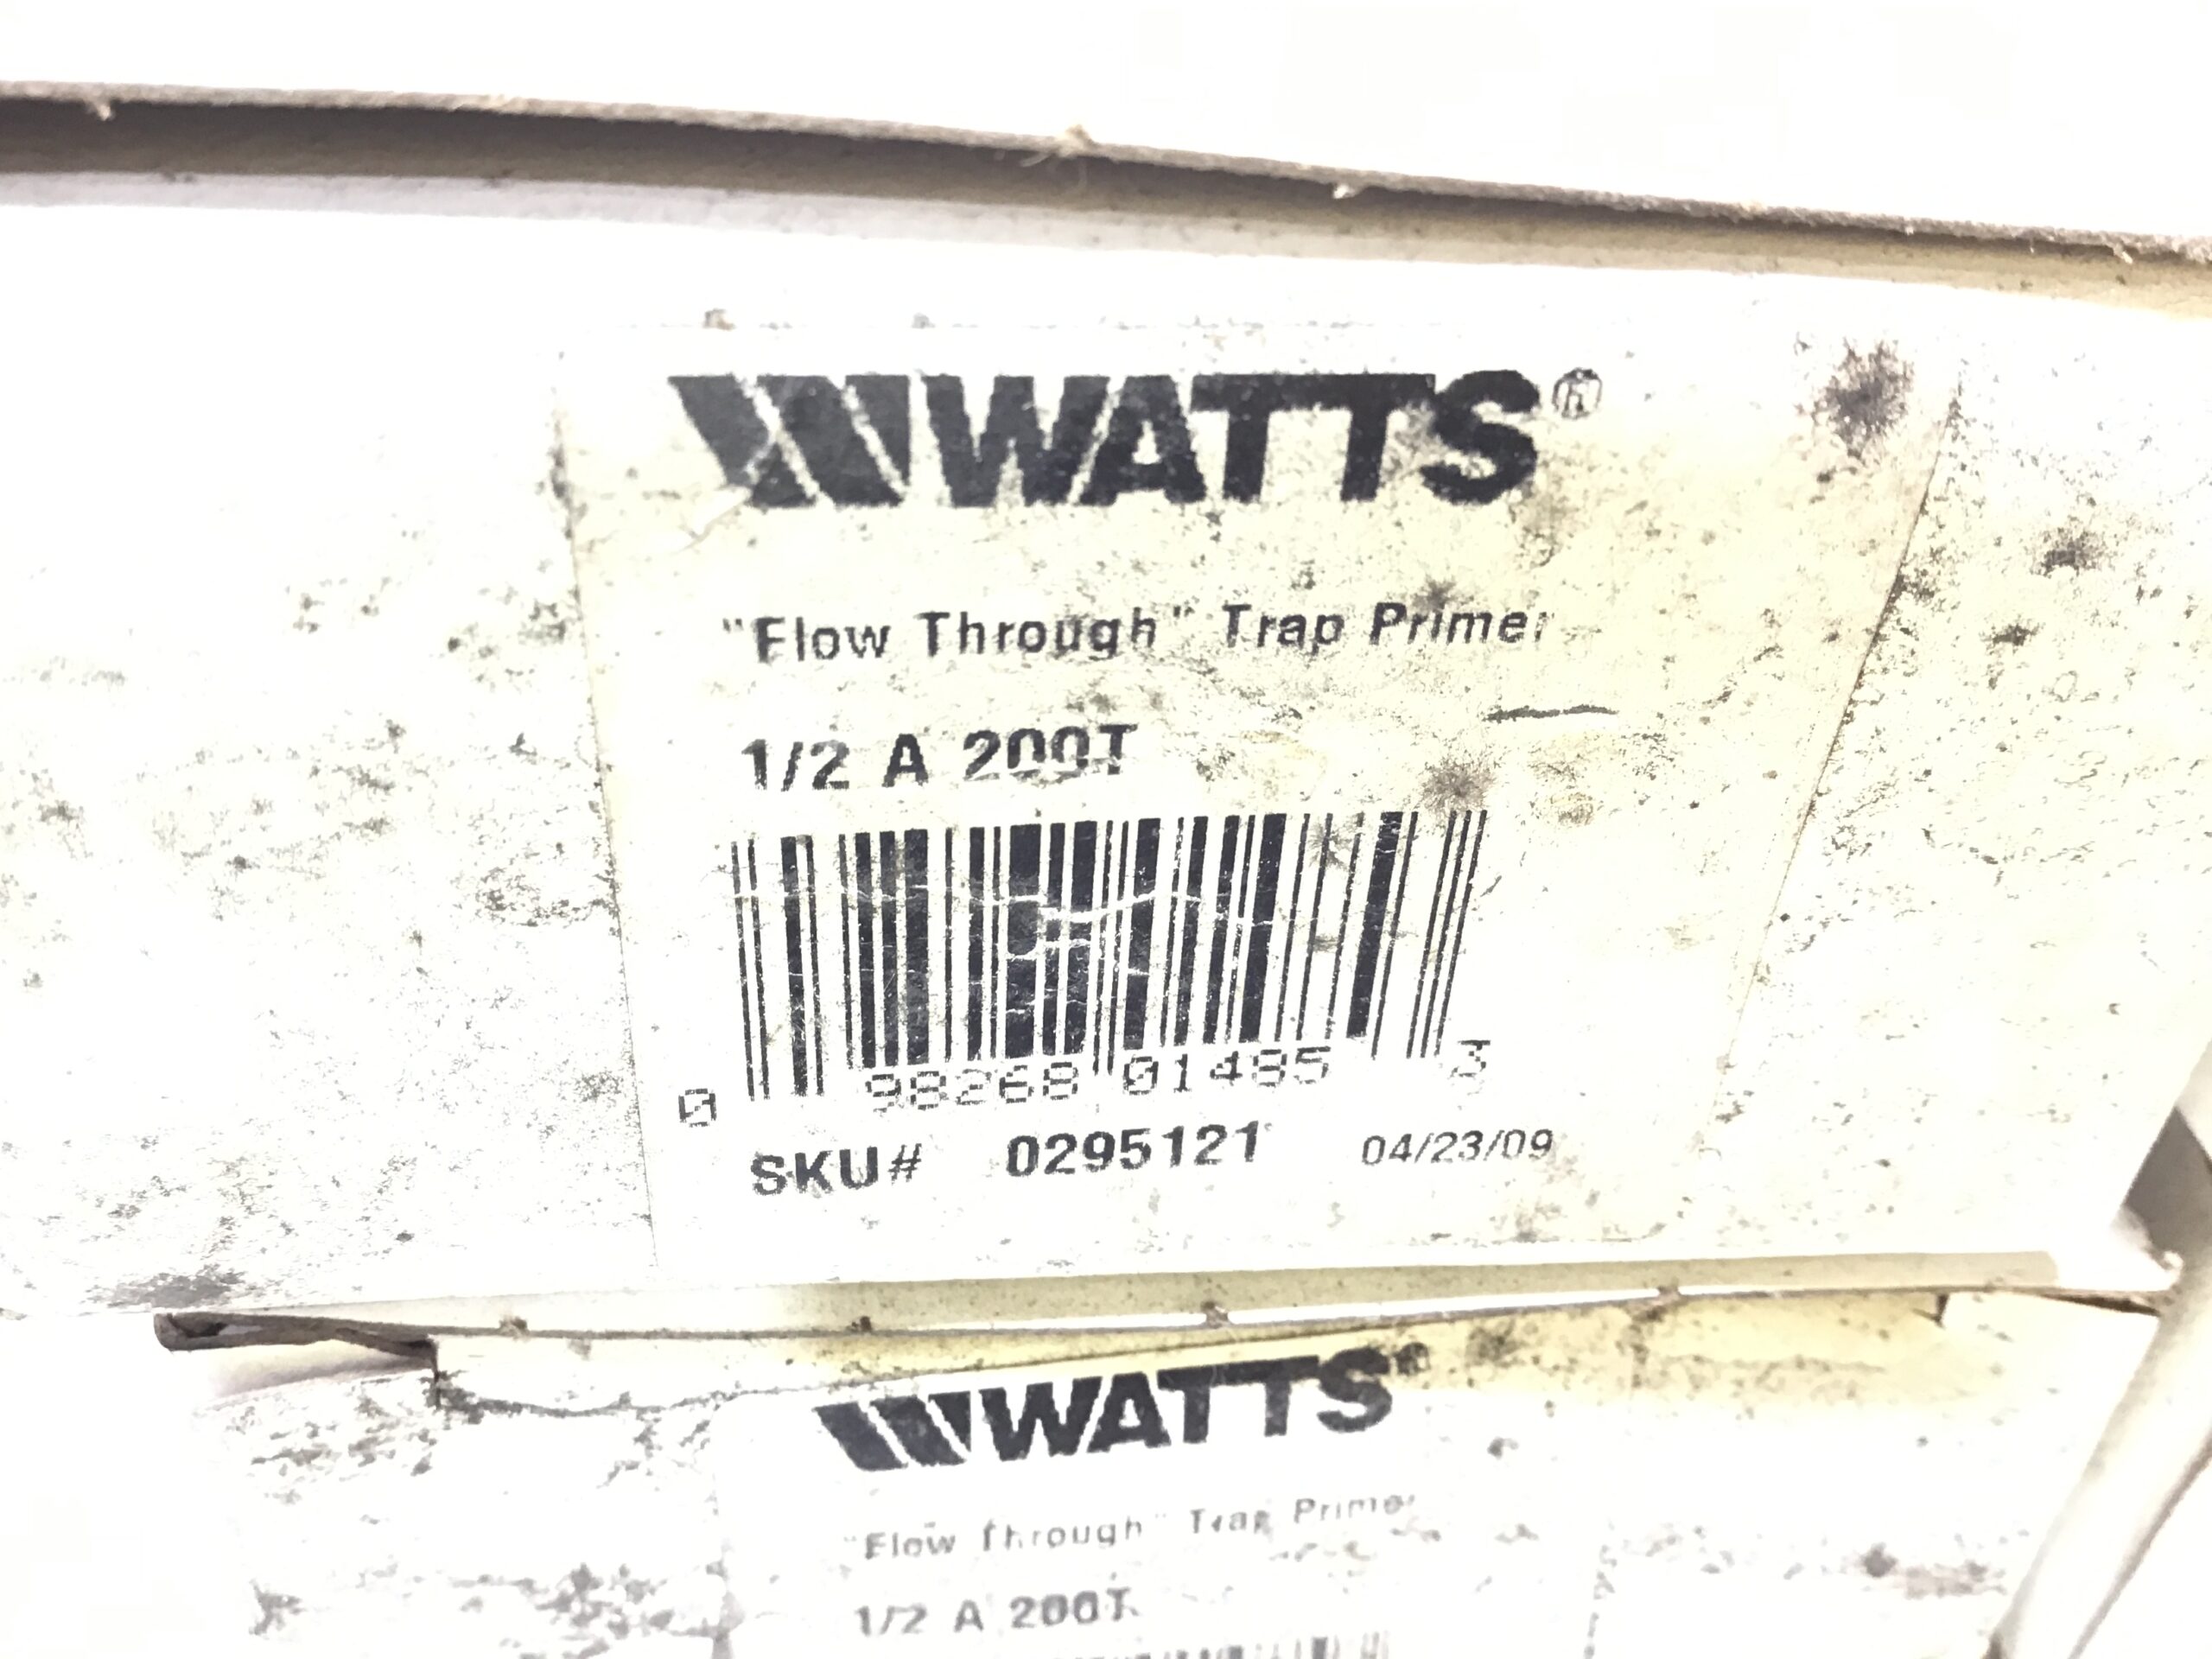 WATTS®
"Flow Through" Trap Primer
1/2 A 200T
0 98268 01485 3
SKU# 0295121 04/23/09
WATTS®
"Flow Through" Trap Primer
1/2 A 200T